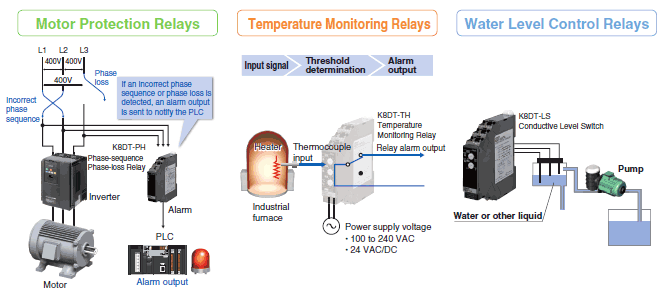 Motor Protection Relays
L1 L2 L3
400V 400V
400V
Phase
loss
Incorrect
phase
sequence
If an incorrect phase
sequence or phase loss is
detected, an alarm output
is sent to notify the PLC
K8DT-PH
Phase-sequence
Phase-loss Relay
Inverter
Alarm
PLC
Motor
Alarm output
Temperature Monitoring Relays
Input signal
Threshold
determination
Alarm
output
K8DT-TH
Temperature
Monitoring Relay
Heater
Thermocouple
input
Relay alarm output
Industrial
furnace
Power supply voltage
・100 to 240 VAC
・24 VAC/DC
Water Level Control Relays
K8DT-LS
Conductive Level Switch
Pump
Water or other liquid